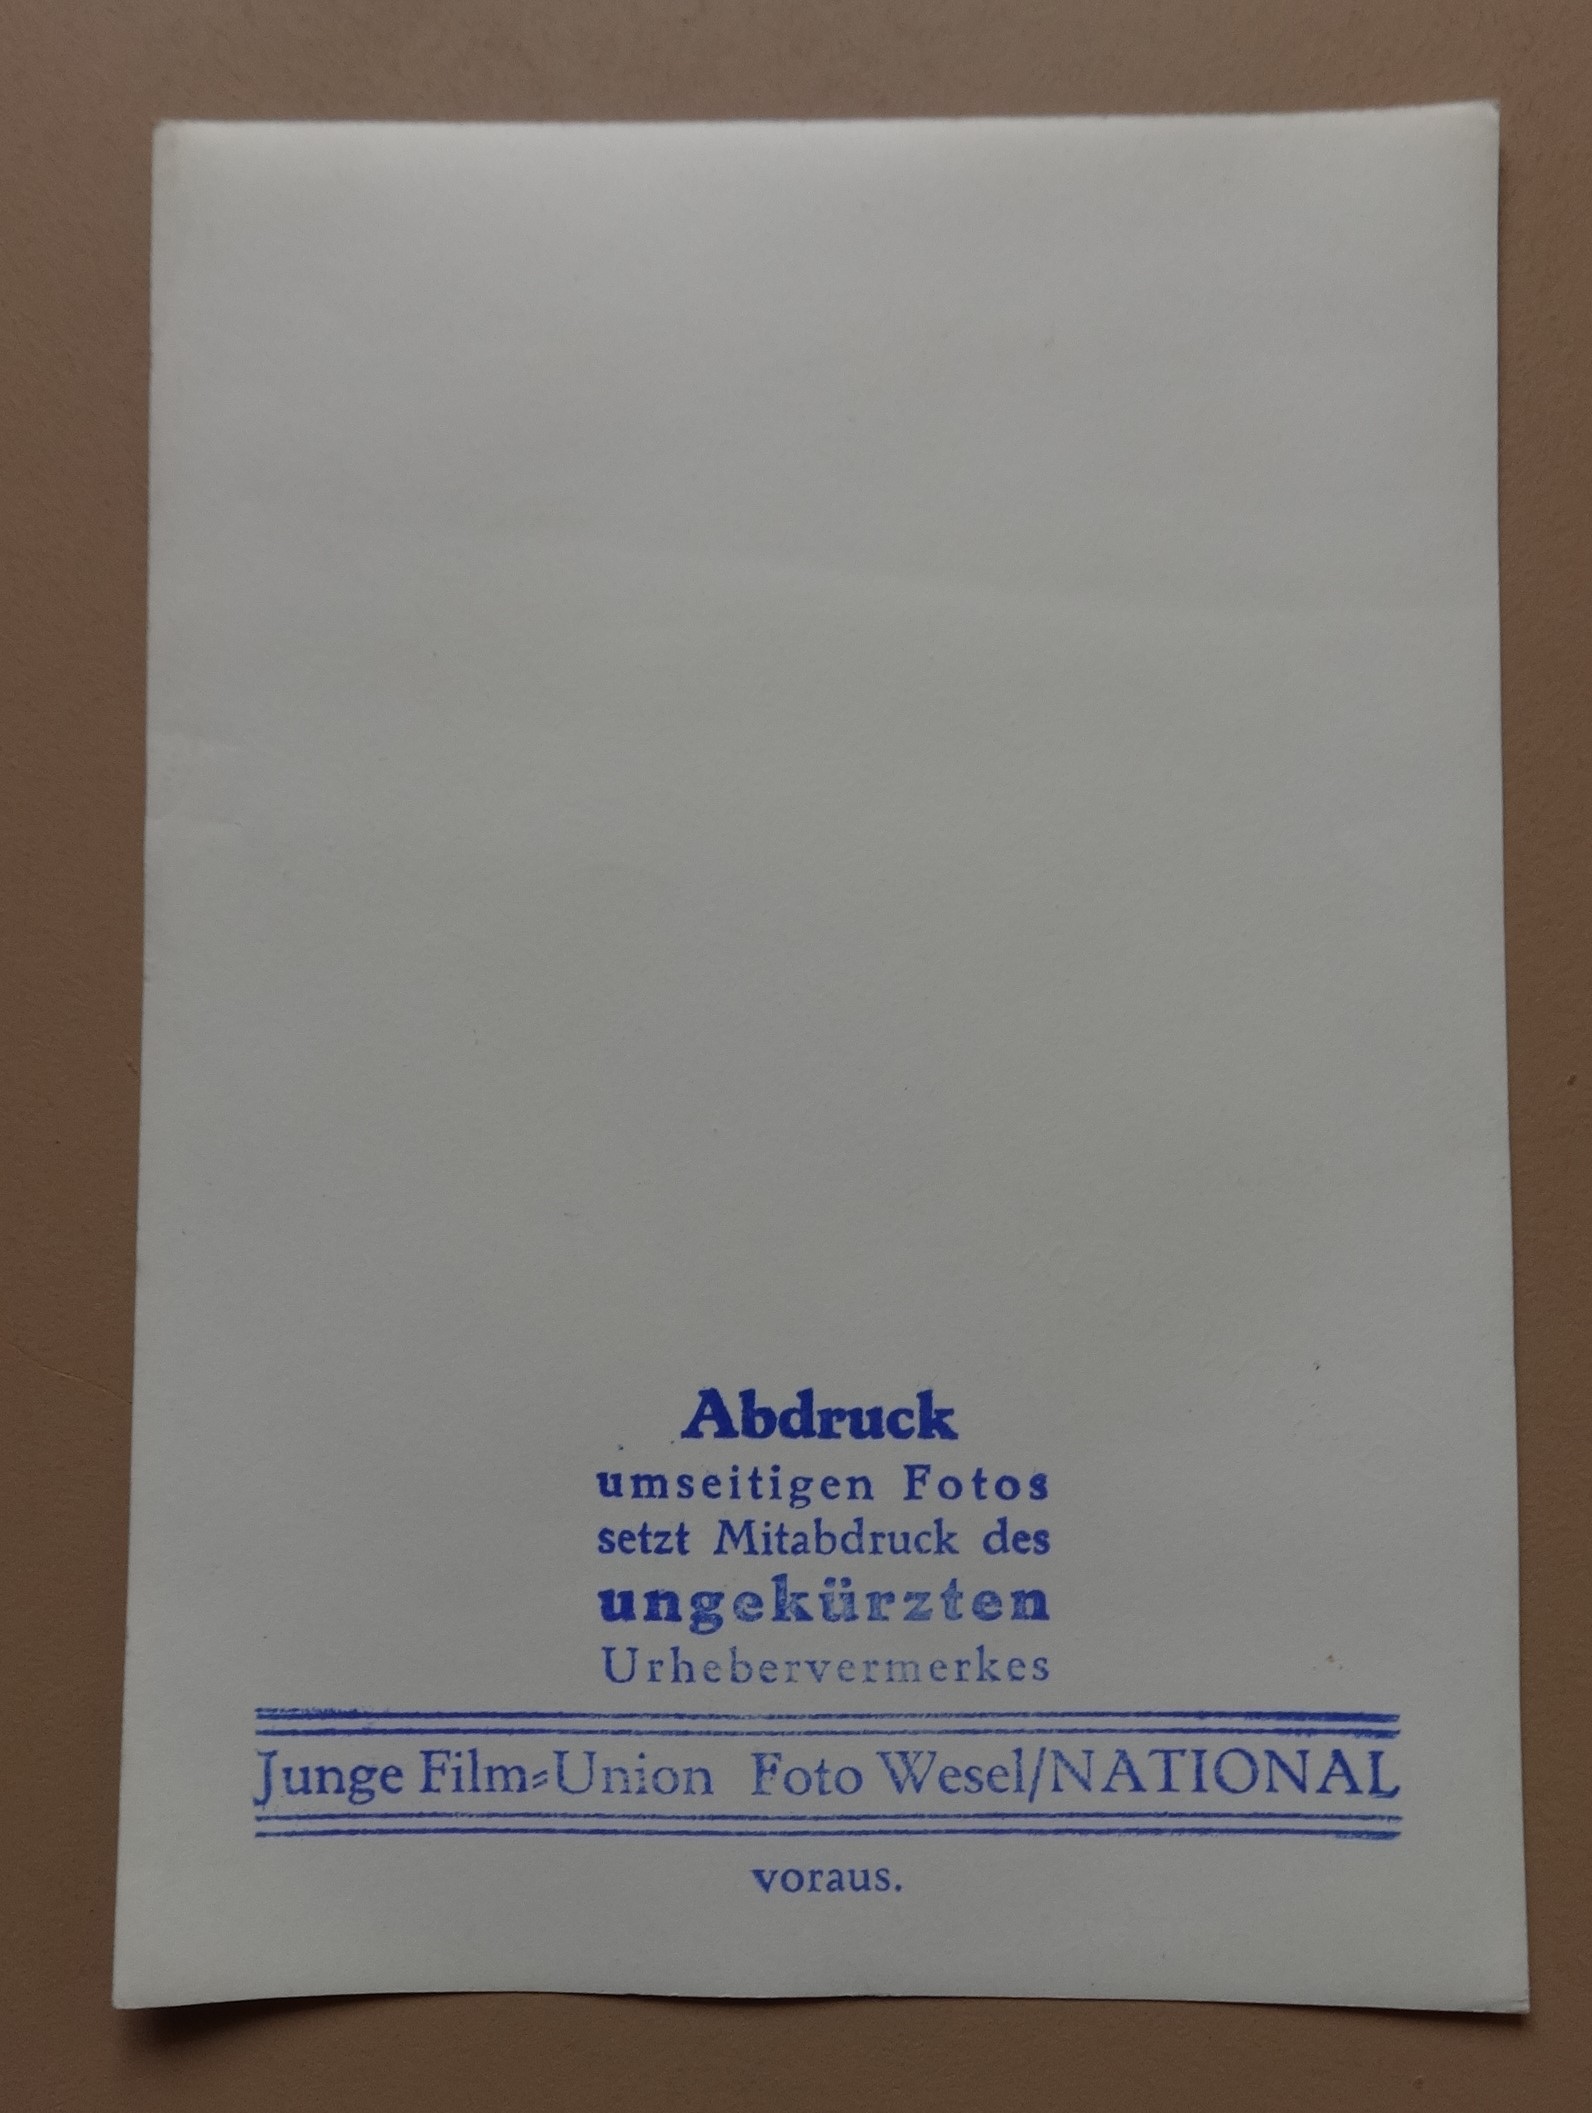 Abdruck
umseitigen Fotos
setzt Mitabdruck des
ungekürzten
Urhebervermerkes
Junge Film=Union Foto Wesel/NATIONAL
voraus.